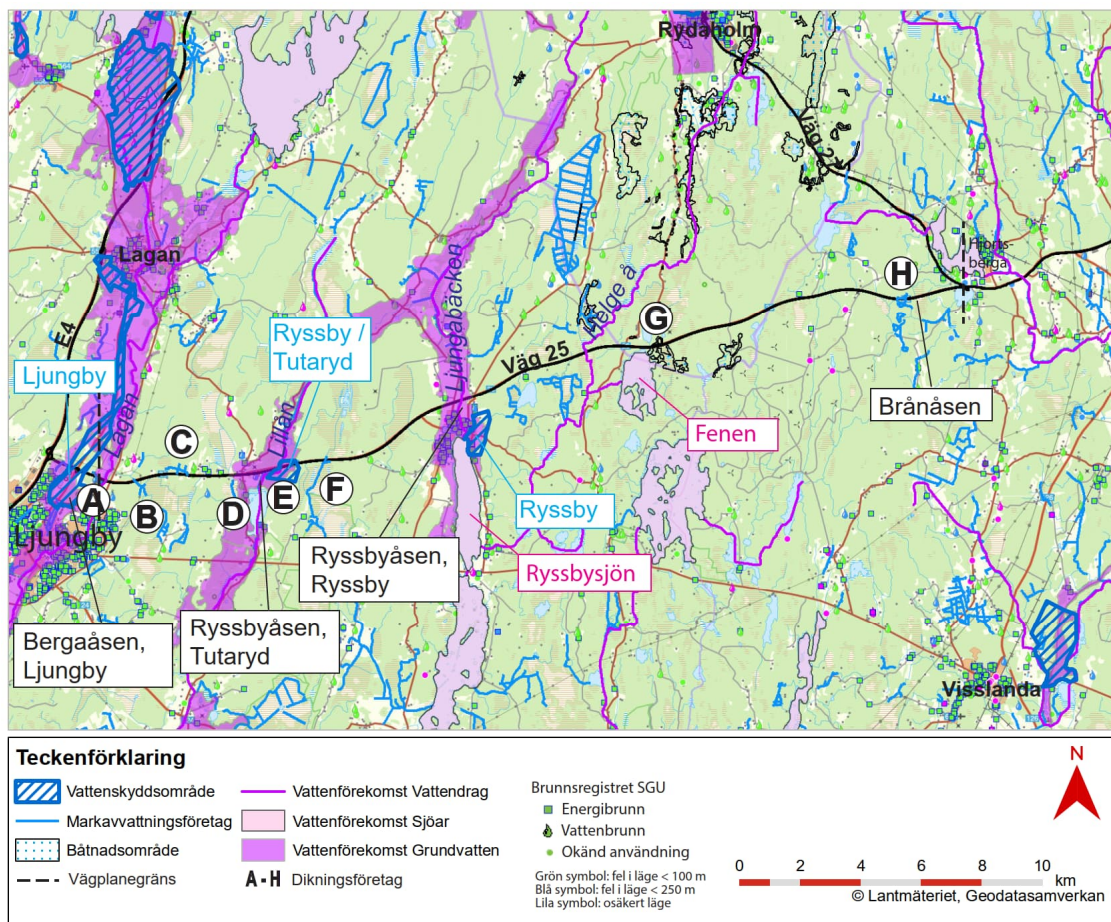 Rydaholm
Väg 27
Lagan
E4
Ljungby
Lagan
Ryssby /
Tutaryd
Lillån
Ljungabäcken
Helge å
Väg 25
Hjorts-
berga
A
B
C
D
E
F
G
H
Brånåsen
Fenen
Ryssby
Ryssbysjön
Ljungby
Bergaåsen,
Ljungby
Ryssbyåsen,
Tutaryd
Ryssbyåsen,
Ryssby
Visslanda
Teckenförklaring
Vattenskyddsområde
Markavvattningsföretag
Båtnadsområde
Vägplanegräns
Vattenförekomst Vattendrag
Vattenförekomst Sjöar
Vattenförekomst Grundvatten
A-H Dikningsföretag
Brunnsregistret SGU
Energibrunn
Vattenbrunn
Okänd användning
Grön symbol: fel i läge < 100 m
Blå symbol: fel i läge < 250 m
Lila symbol: osäkert läge
N
0 2 4 6 8 10
km
© Lantmäteriet, Geodatasamverkan